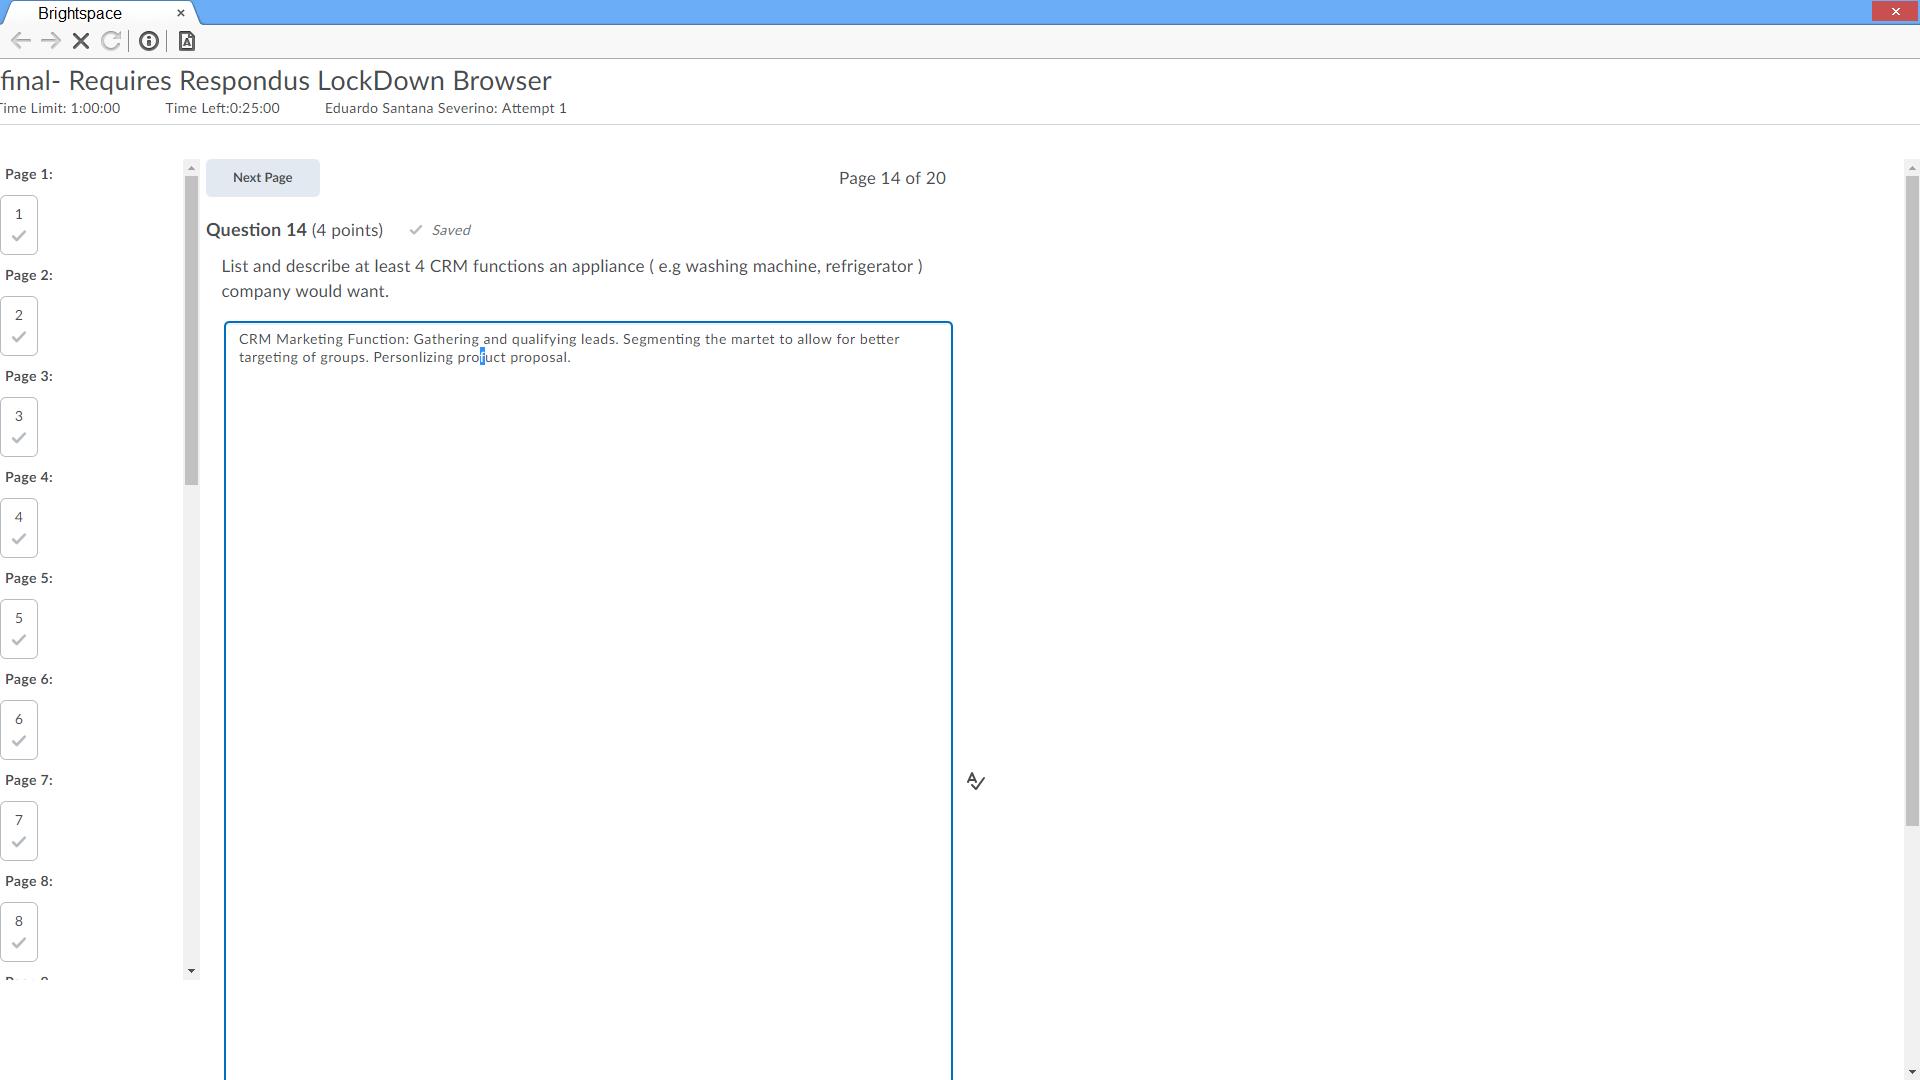 Brightspace
final- Requires Respondus LockDown Browser
Time Limit: 1:00:00 Time Left:0:25:00 Eduardo Santana Severino: Attempt 1
Page 1:
1
Page 2:
2
Page 3:
3
Page 4:
4
Page 5:
5
Page 6:
6
Page 7:
7
Page 8:
8
Next Page
Page 14 of 20
Question 14 (4 points) Saved
List and describe at least 4 CRM functions an appliance ( e.g washing machine, refrigerator )
company would want.
CRM Marketing Function: Gathering and qualifying leads. Segmenting the martet to allow for better
targeting of groups. Personlizing profuct proposal.